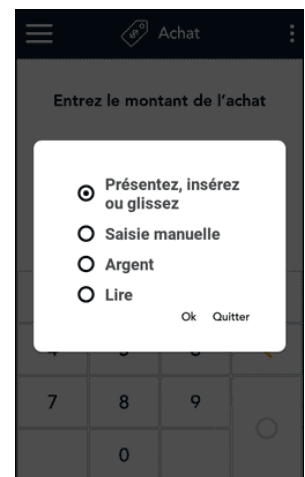 Achat
Entrez le montant de l'achat
Présentez, insérez
ou glissez
Saisie manuelle
Argent
Lire
Ok Quitter
7 8 9
0